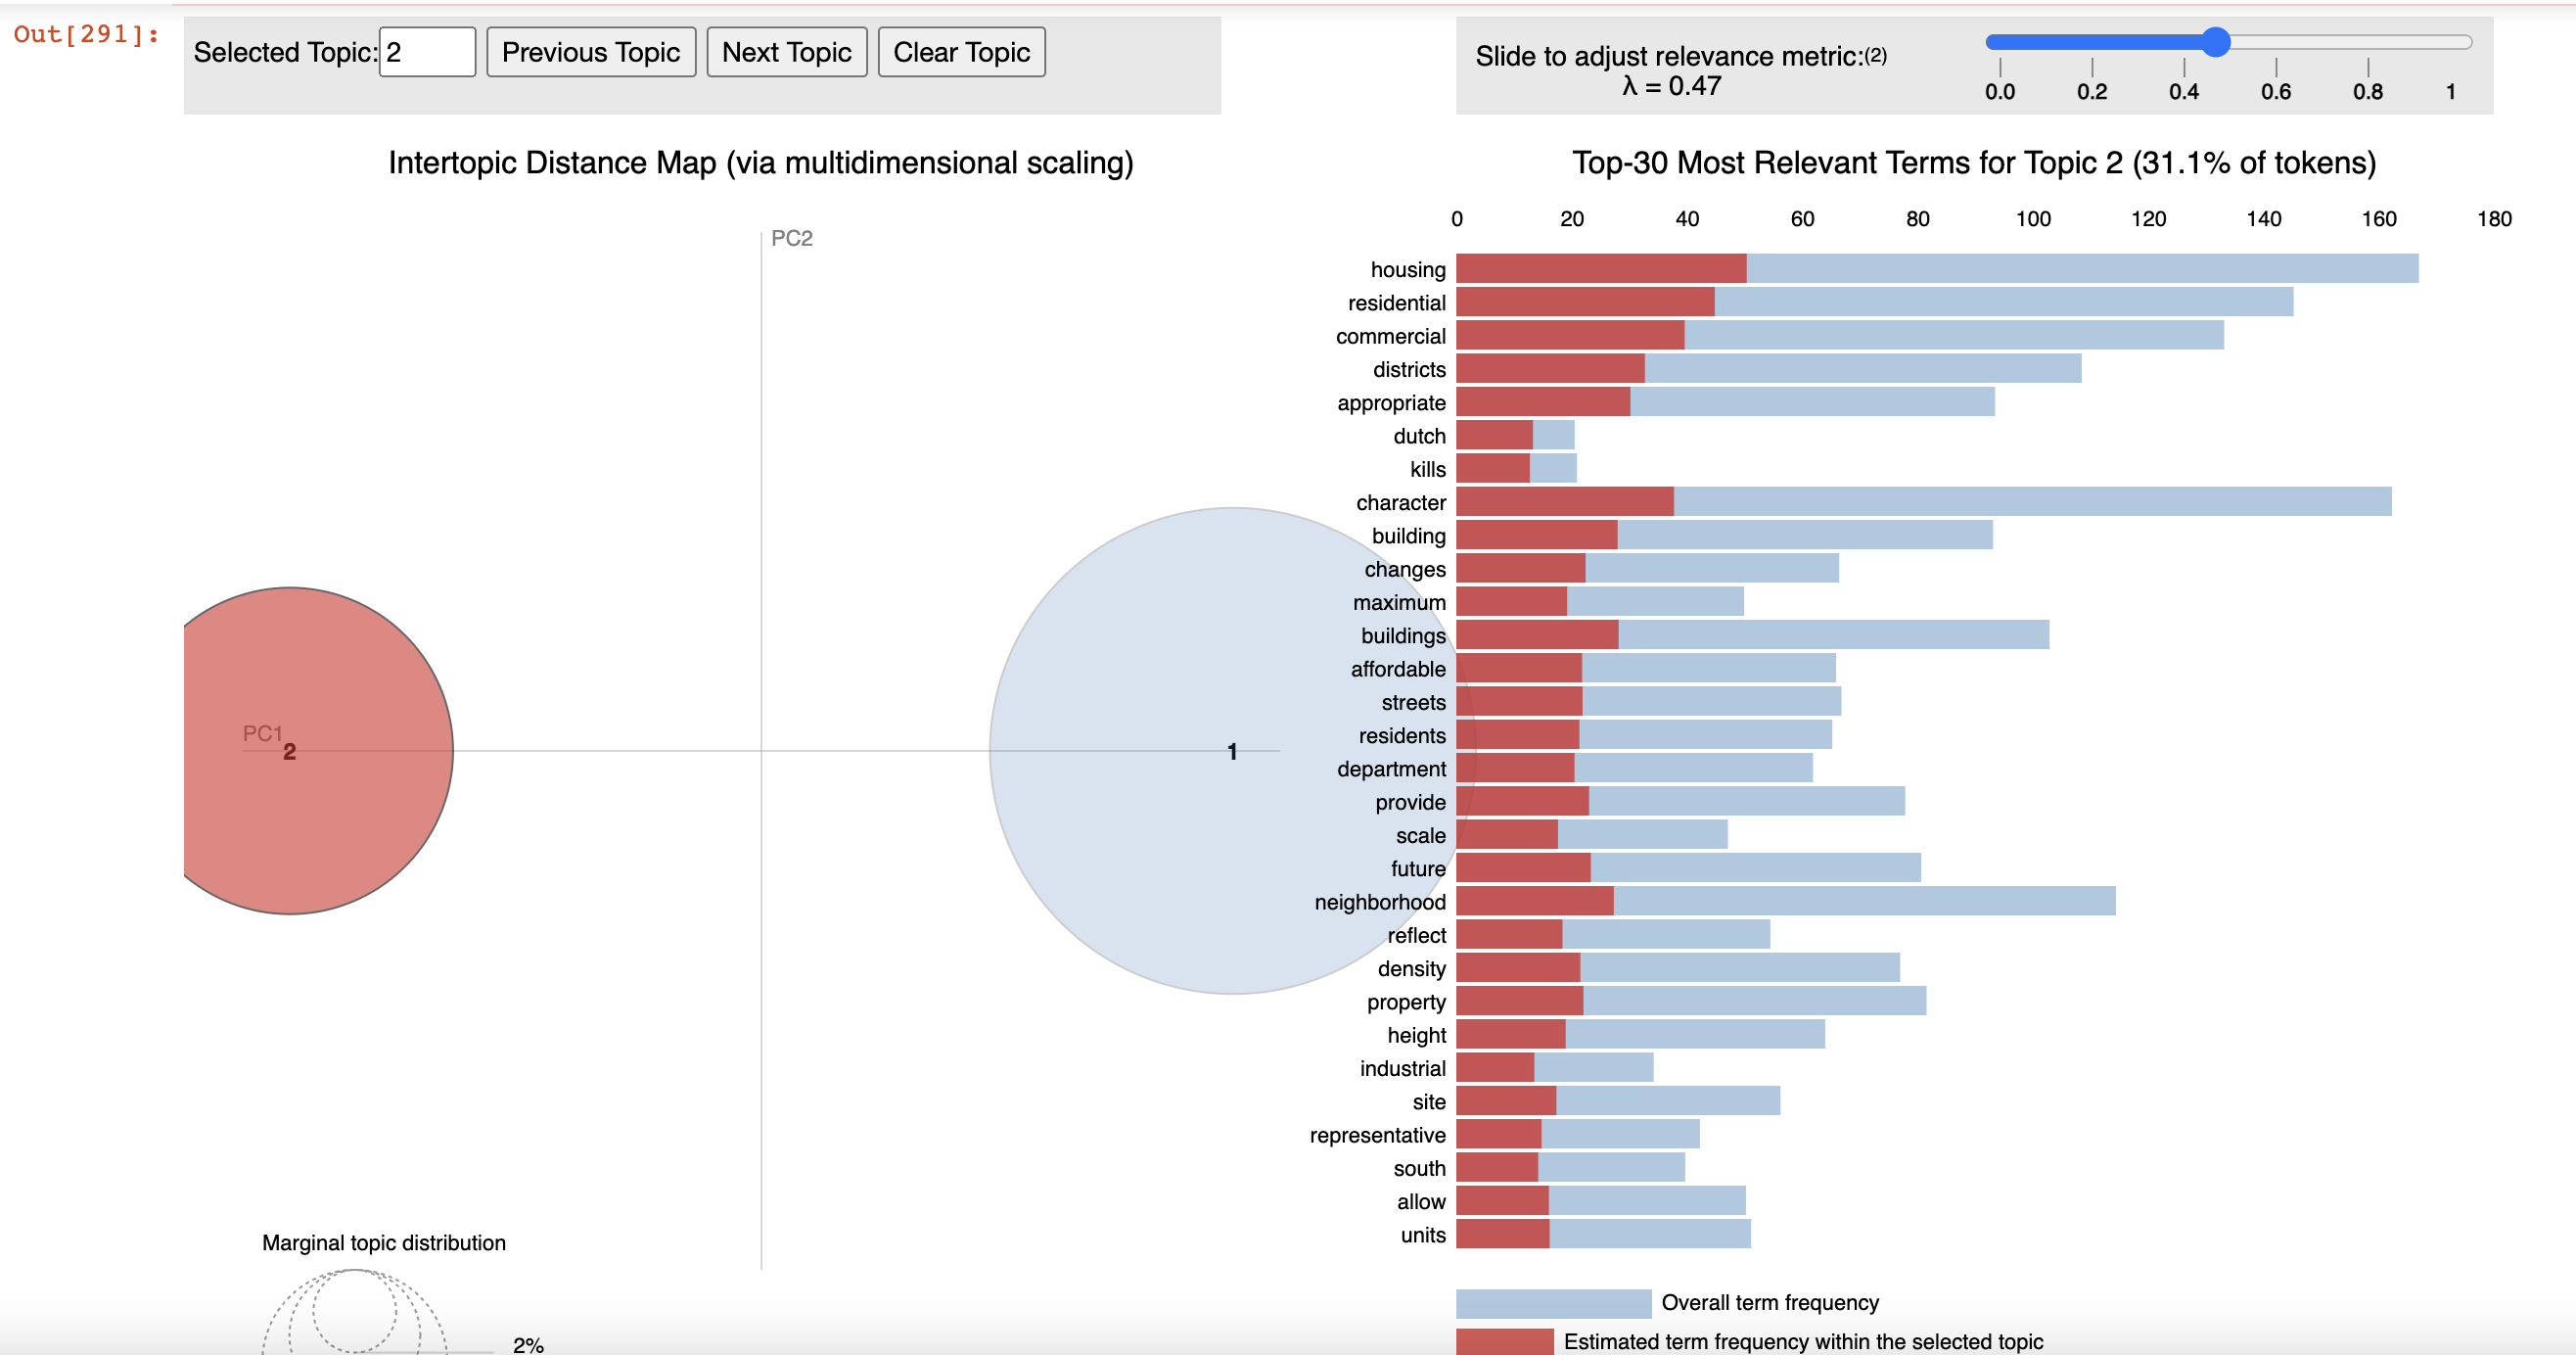 Out[291]:
Selected Topic: 2 Previous Topic Next Topic Clear Topic
Slide to adjust relevance metric:(2)
λ = 0.47
0.0 0.2 0.4 0.6 0.8 1
Intertopic Distance Map (via multidimensional scaling)
PC2
PC1
2
1
Marginal topic distribution
2%
Top-30 Most Relevant Terms for Topic 2 (31.1% of tokens)
0 20 40 60 80 100 120 140 160 180
housing
residential
commercial
districts
appropriate
dutch
kills
character
building
changes
maximum
buildings
affordable
streets
residents
department
provide
scale
future
neighborhood
reflect
density
property
height
industrial
site
representative
south
allow
units
Overall term frequency
Estimated term frequency within the selected topic